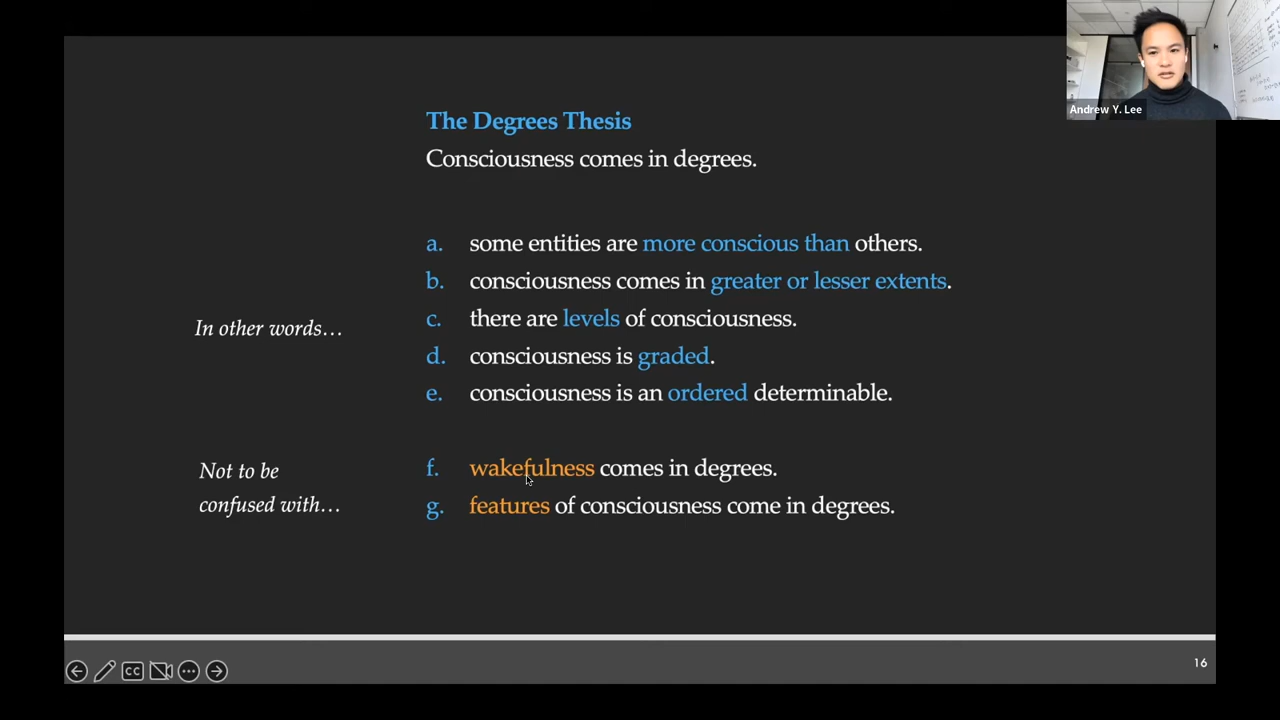 Andrew Y. Lee
The Degrees Thesis
Consciousness comes in degrees.
In other words…
a. some entities are more conscious than others.
b. consciousness comes in greater or lesser extents.
c. there are levels of consciousness.
d. consciousness is graded.
e. consciousness is an ordered determinable.
Not to be
confused with…
f. wakefulness comes in degrees.
g. features of consciousness come in degrees.
CC
16